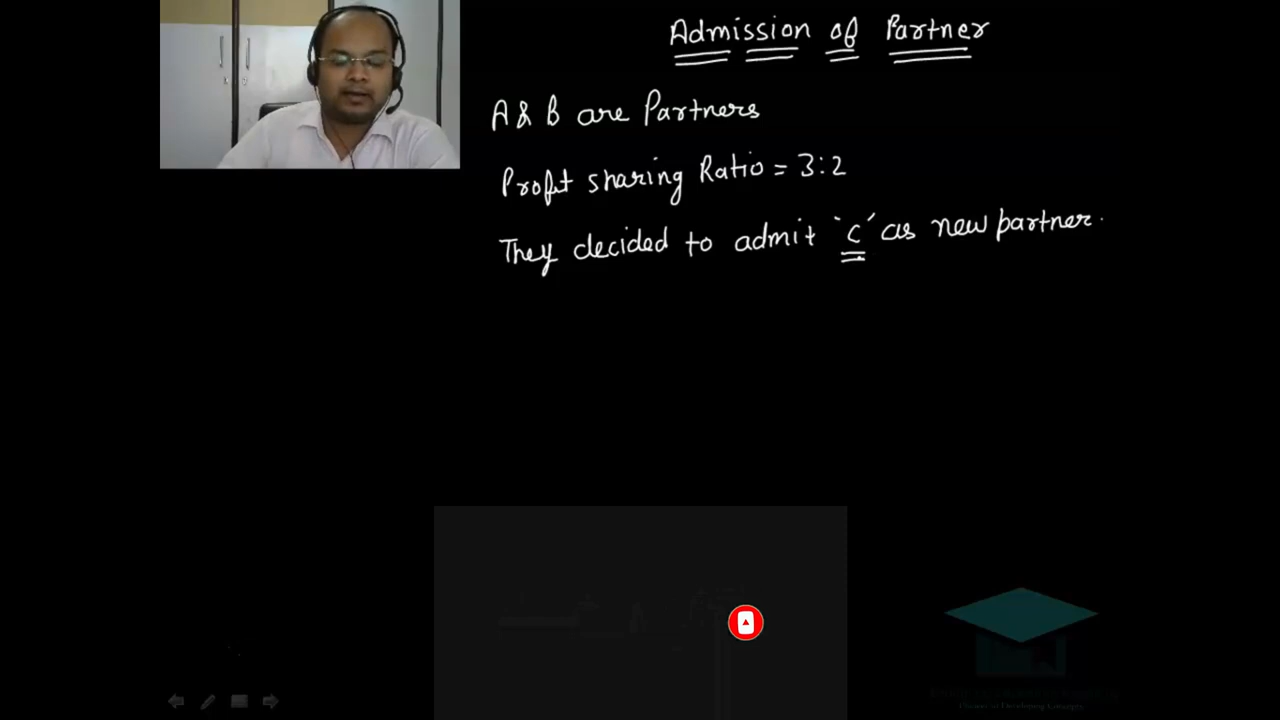 Admission of Partner
A & B are Partners
Profit sharing Ratio = 3:2
They decided to admit `C´ as new partner.